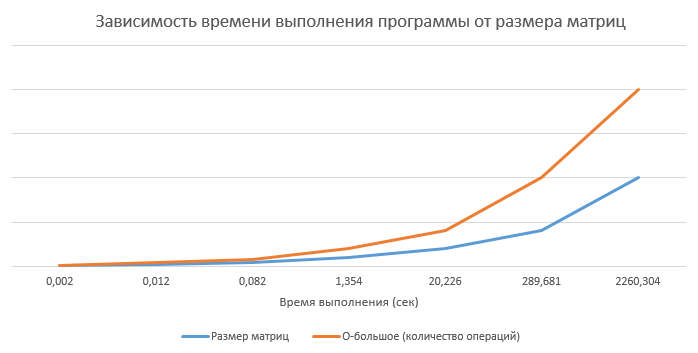 Зависимость времени выполнения программы от размера матриц
0,002 0,012 0,082 1,354 20,226 289,681 2260,304
Время выполнения (сек)
Размер матриц О-большое (количество операций)